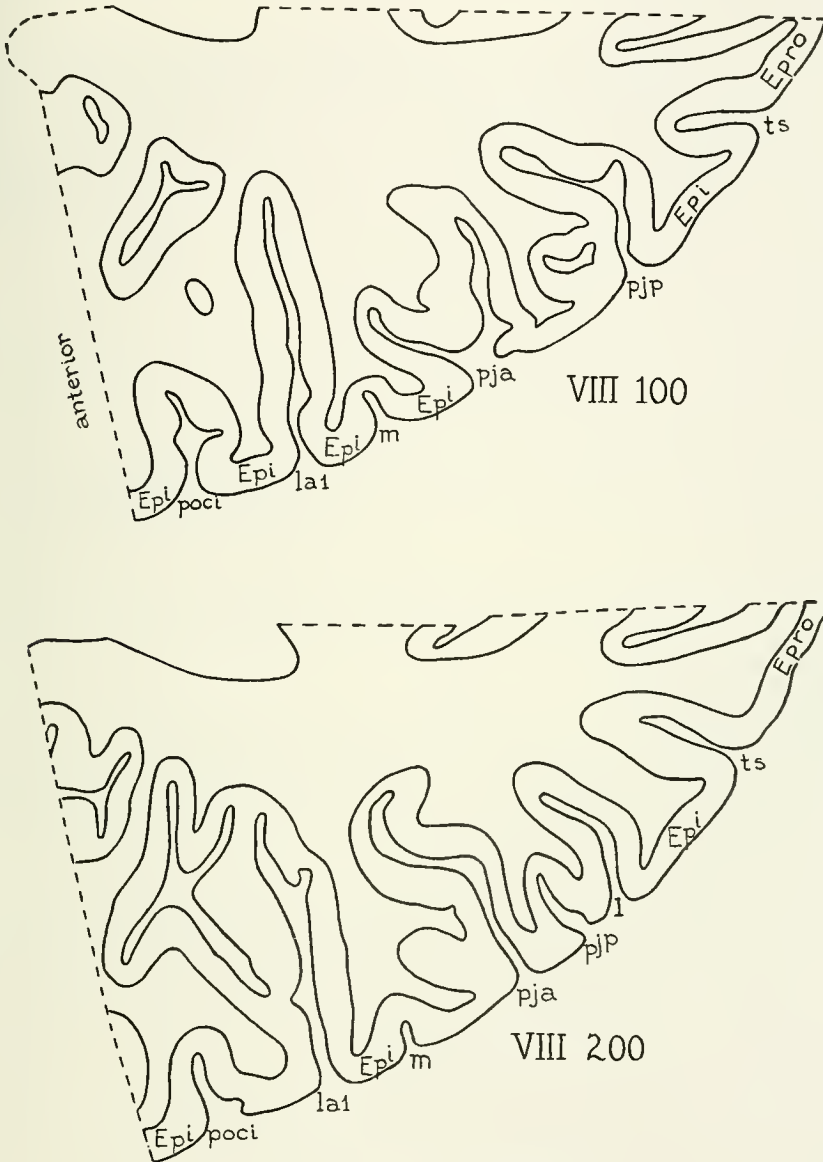 Epro
ts
Epi
pjp
pja
VIII 100
anterior
Epi
m
Epi
Epi
la1
Epi
poci
Epro
ts
Epi
l
pjp
pja
VIII 200
Epi
m
la1
Epi
poci